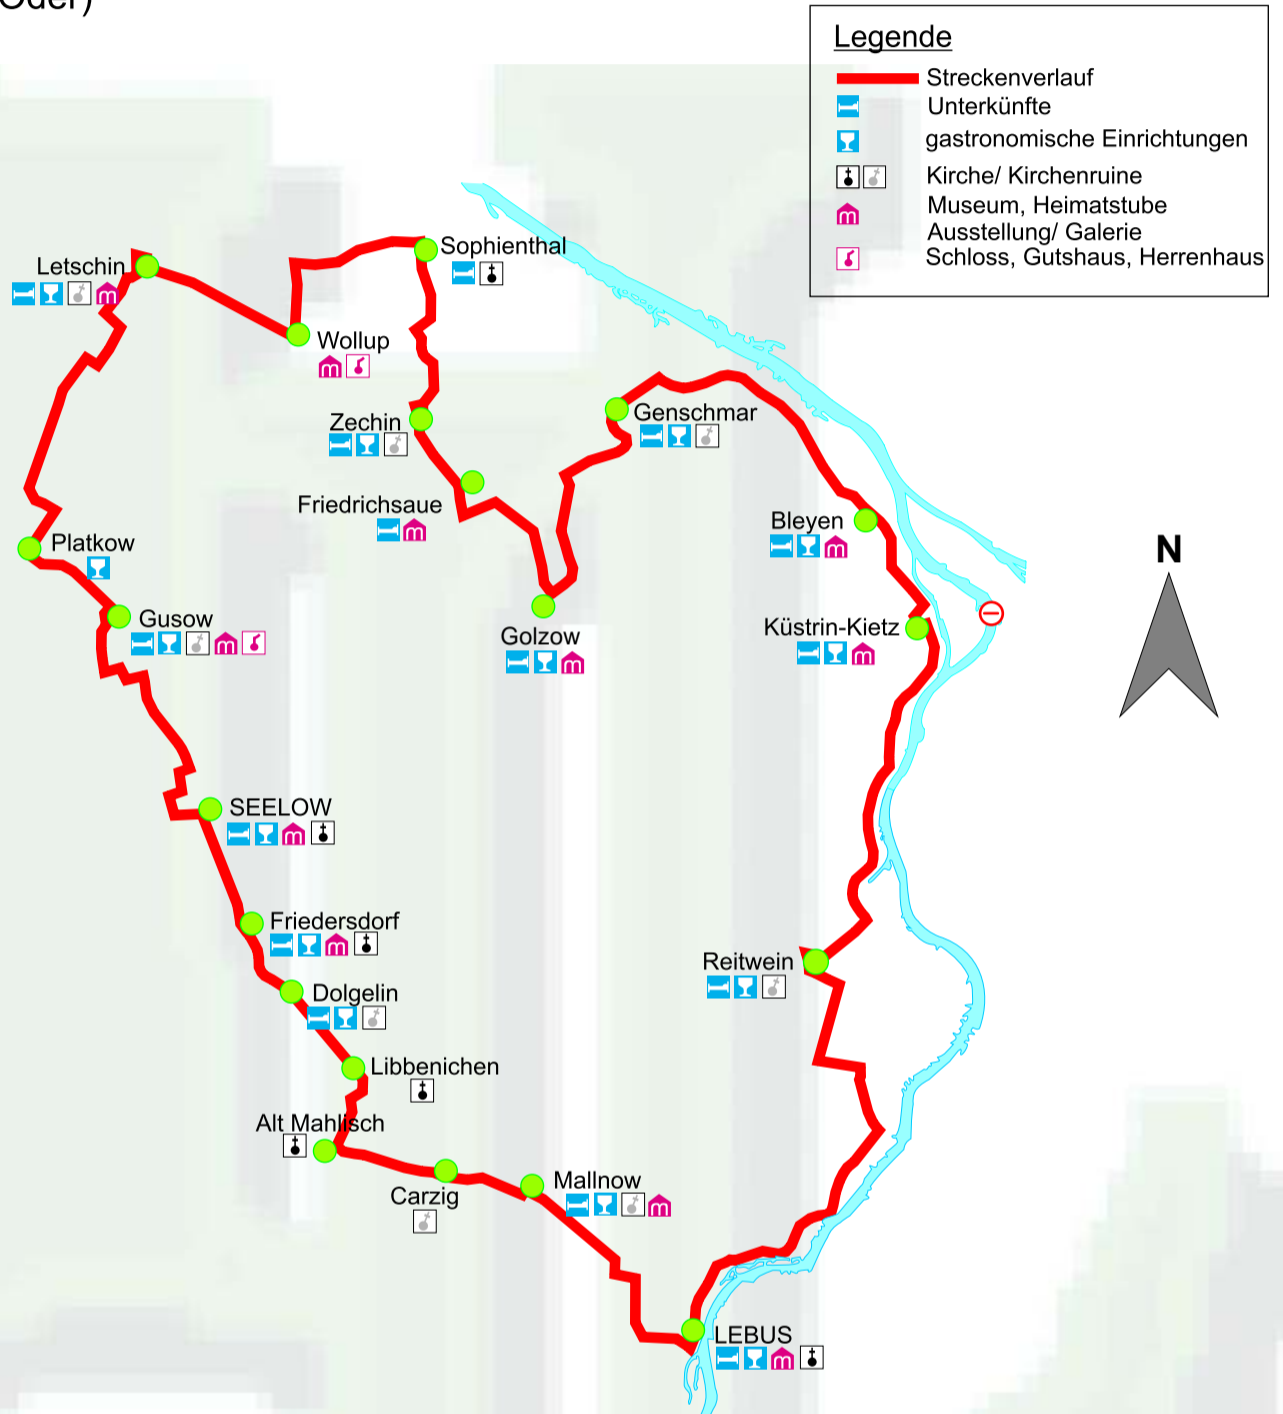 Oder)
Legende
Streckenverlauf
Unterkünfte
gastronomische Einrichtungen
Kirche/ Kirchenruine
Museum, Heimatstube
Ausstellung/ Galerie
Schloss, Gutshaus, Herrenhaus
Sophienthal
Letschin
Wollup
Zechin
Genschmar
Friedrichsaue
Bleyen
Platkow
N
Gusow
Golzow
Küstrin-Kietz
SEELOW
Friedersdorf
Reitwein
Dolgelin
Libbenichen
Alt Mahlisch
Mallnow
Carzig
LEBUS